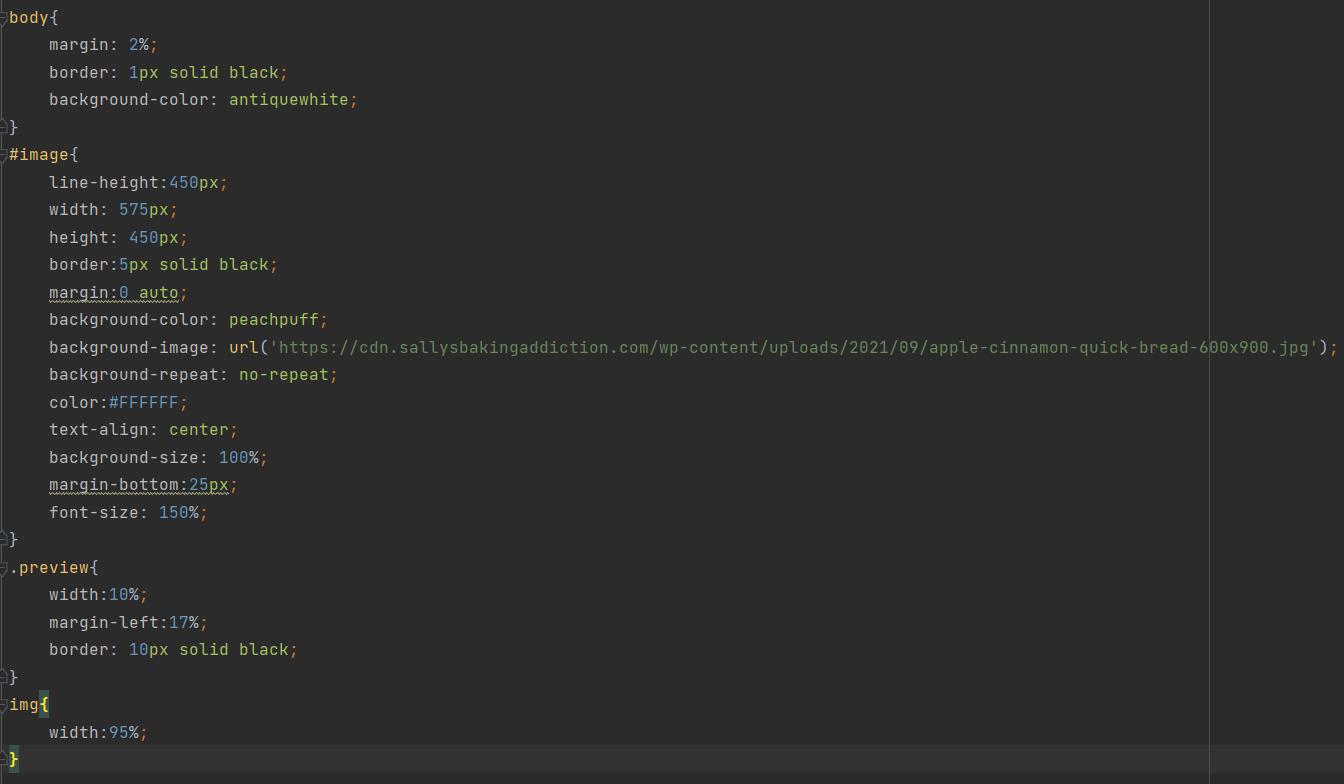 body{
    margin: 2%;
    border: 1px solid black;
    background-color: antiquewhite;
}
#image{
    line-height:450px;
    width: 575px;
    height: 450px;
    border:5px solid black;
    margin:0 auto;
    background-color: peachpuff;
    background-image: url('https://cdn.sallysbakingaddiction.com/wp-content/uploads/2021/09/apple-cinnamon-quick-bread-600x900.jpg');
    background-repeat: no-repeat;
    color:#FFFFFF;
    text-align: center;
    background-size: 100%;
    margin-bottom:25px;
    font-size: 150%;
}
.preview{
    width:10%;
    margin-left:17%;
    border: 10px solid black;
}
img{
    width:95%;
}